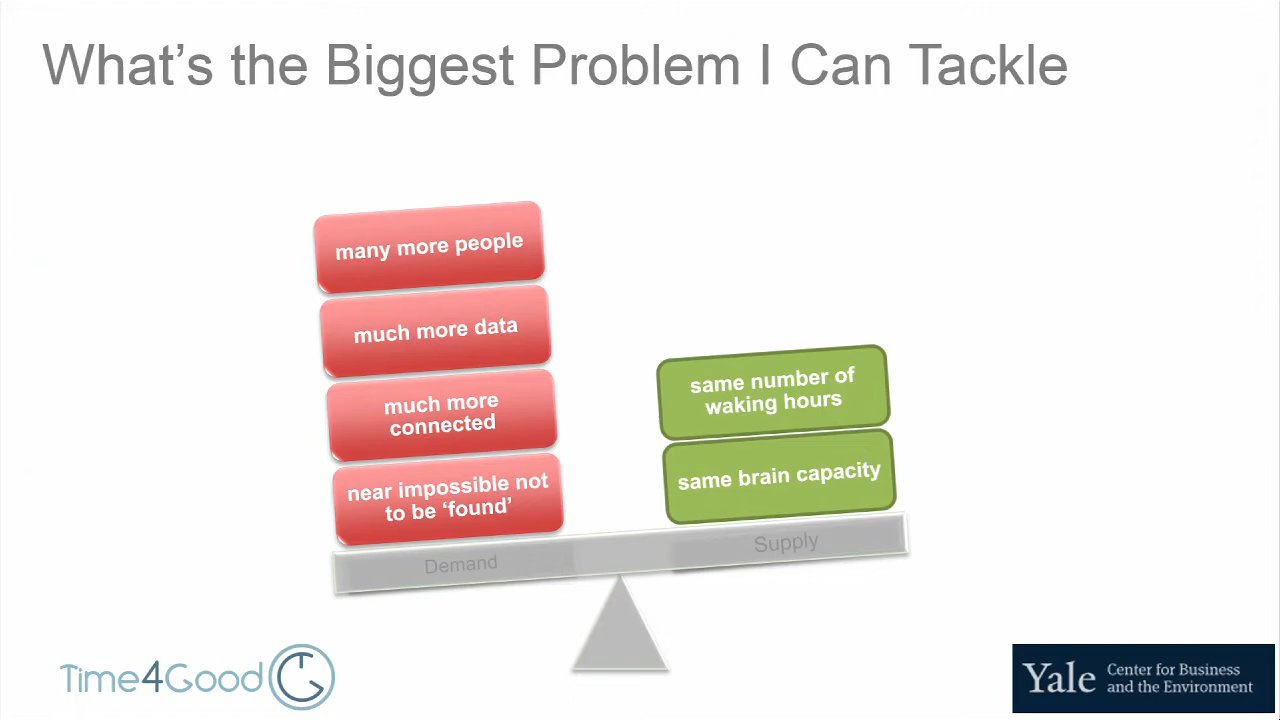 What’s the Biggest Problem I Can Tackle
many more people
much more data
much more
connected
near impossible not
to be ‘found’
same number of
waking hours
same brain capacity
Demand
Supply
Time4Good
Yale
Center for Business
and the Environment